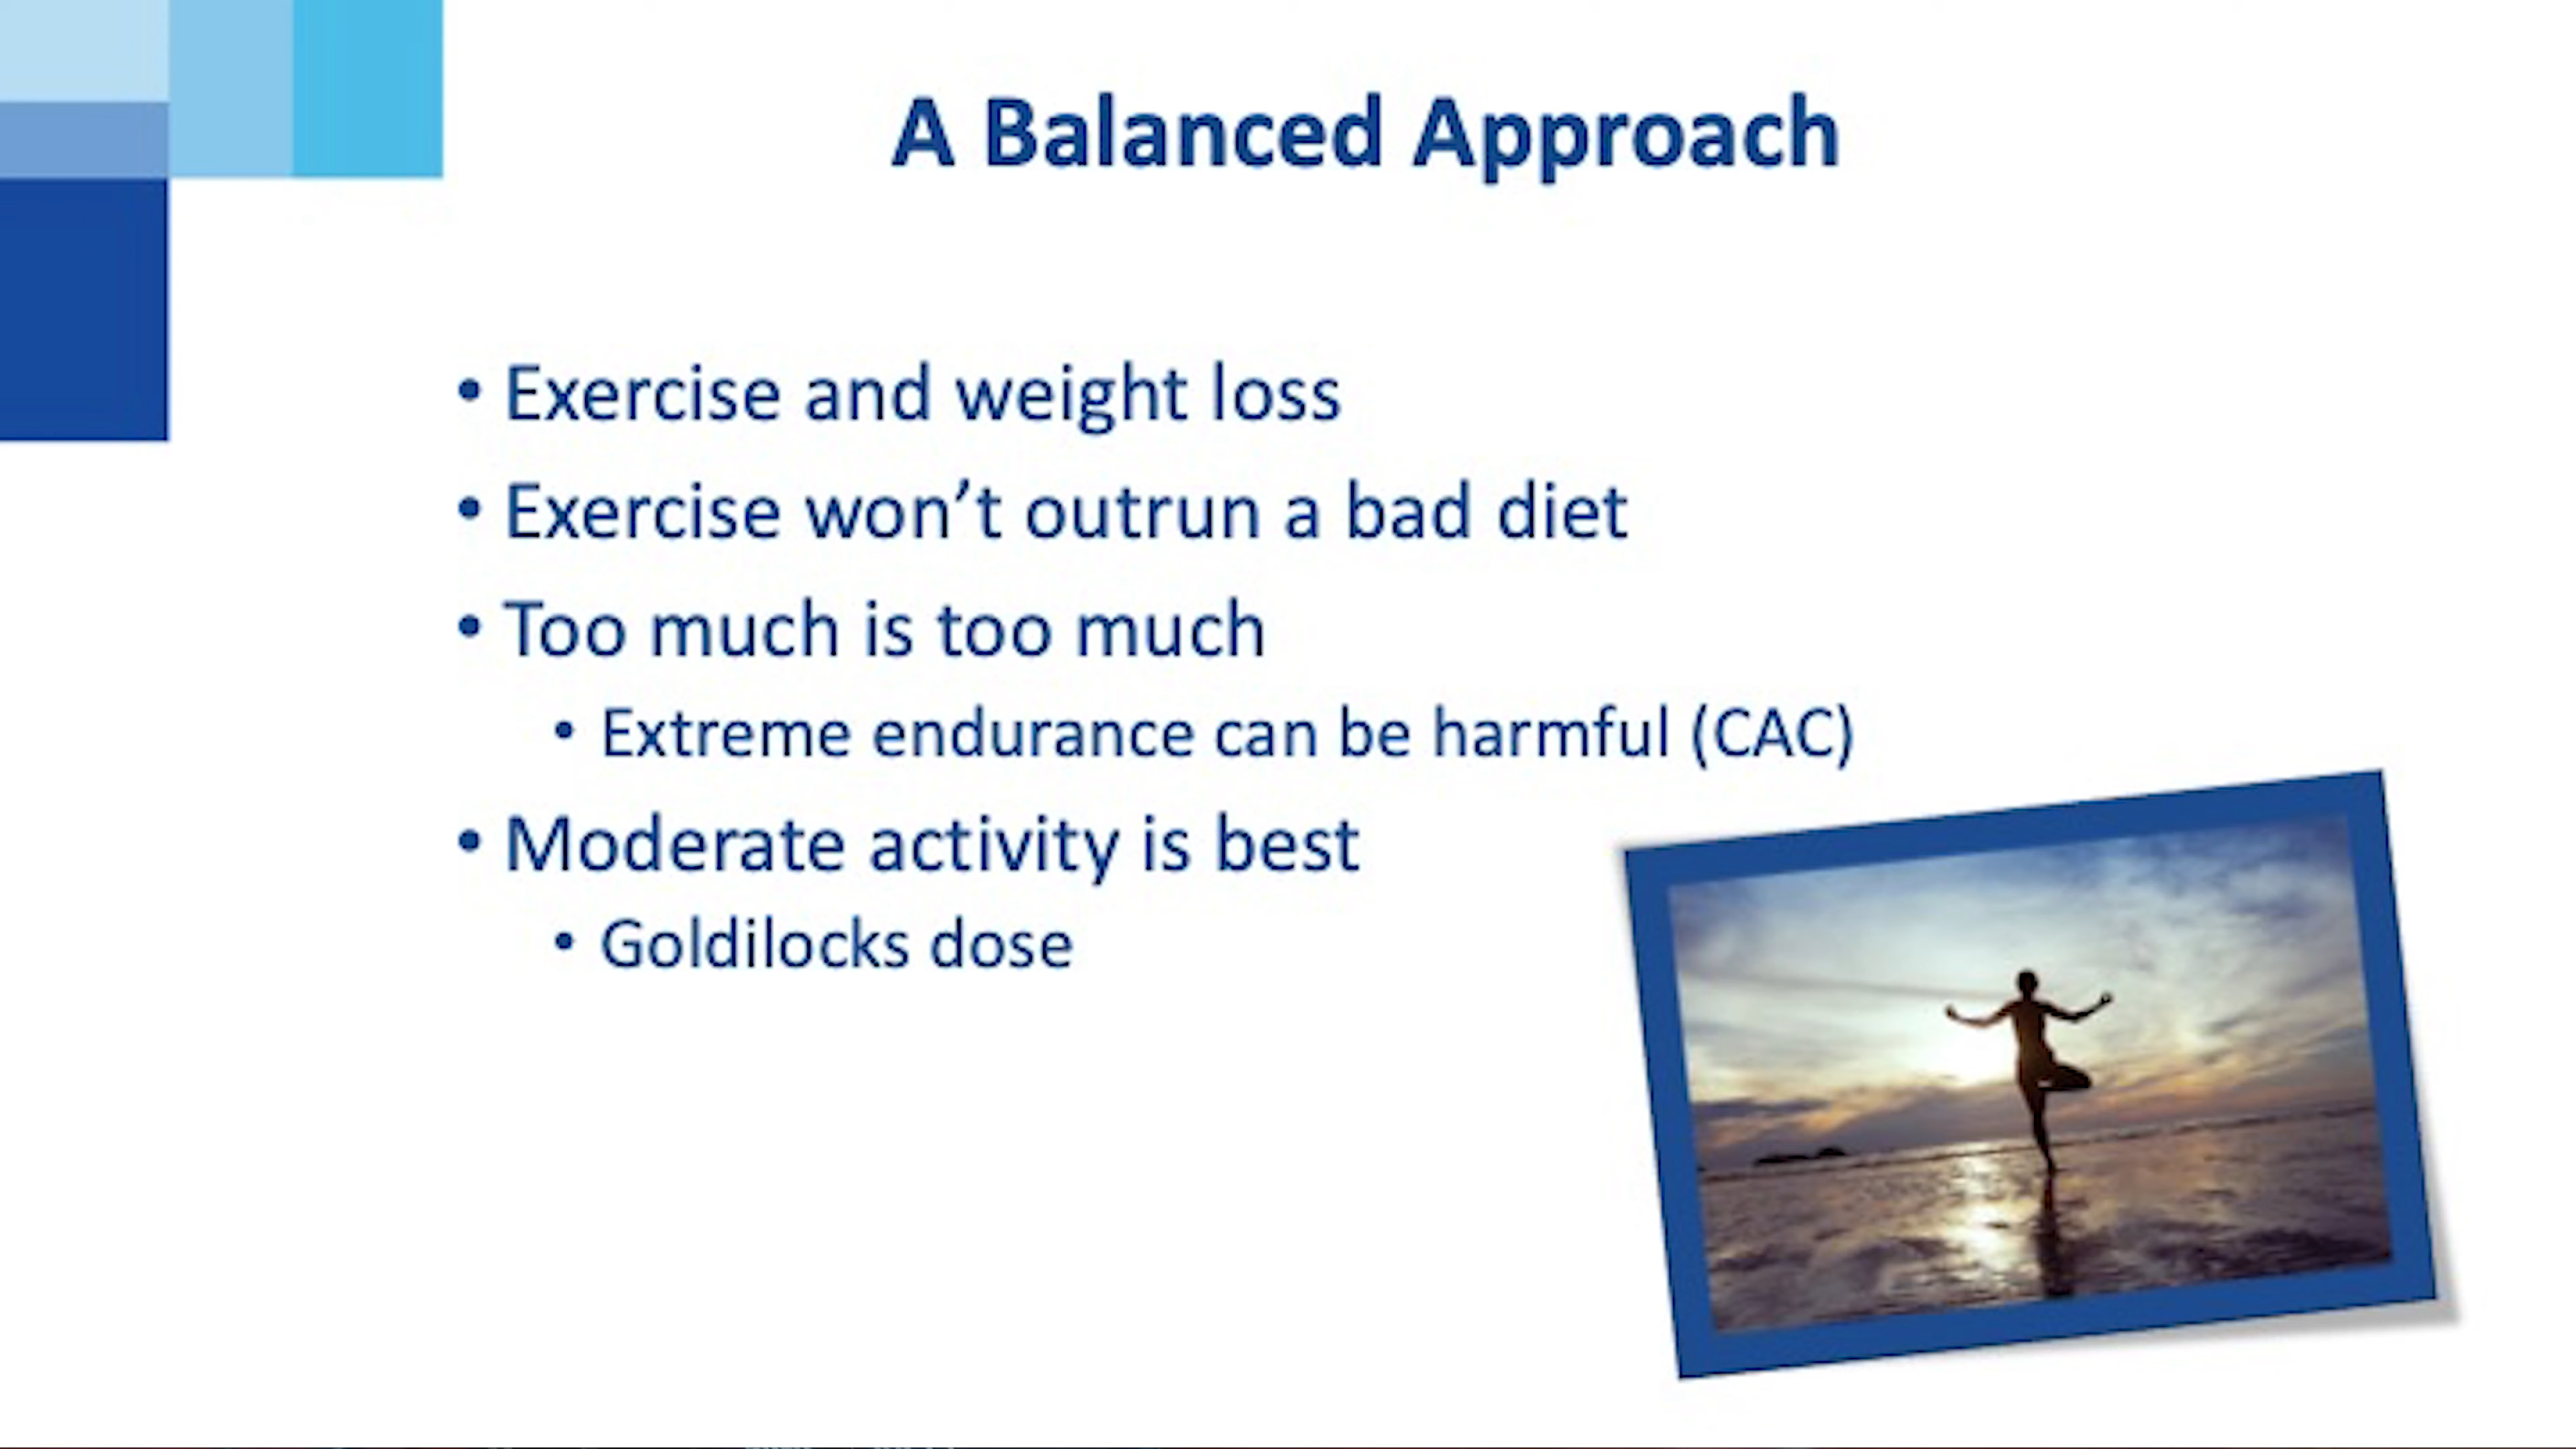 A Balanced Approach
• Exercise and weight loss
• Exercise won’t outrun a bad diet
• Too much is too much
• Extreme endurance can be harmful (CAC)
• Moderate activity is best
• Goldilocks dose